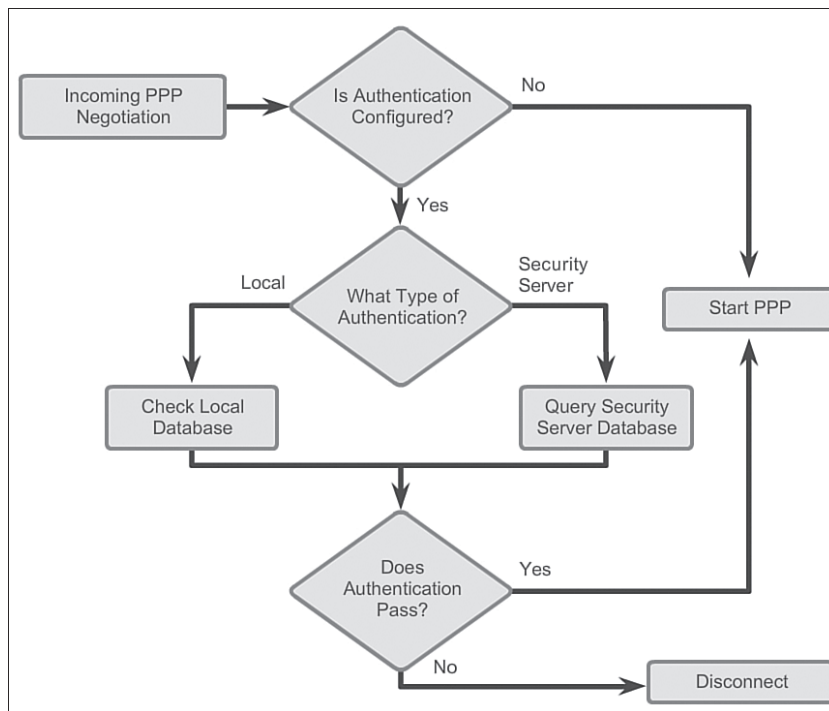 Incoming PPP
Negotiation
Is Authentication
Configured?
No
Yes
What Type of
Authentication?
Local
Security
Server
Start PPP
Check Local
Database
Query Security
Server Database
Does
Authentication
Pass?
Yes
No
Disconnect